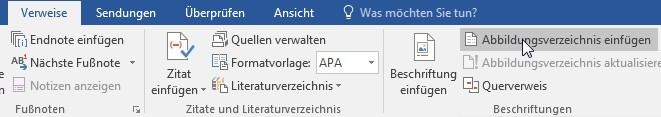 Verweise Sendungen Überprüfen Ansicht Was möchten Sie tun?
Endnote einfügen
Nächste Fußnote
Notizen anzeigen
Fußnoten
Zitat
einfügen
Quellen verwalten
Formatvorlage: APA
Literaturverzeichnis
Zitate und Literaturverzeichnis
Beschriftung
einfügen
Abbildungsverzeichnis einfügen
Abbildungsverzeichnis aktualisiere
Querverweis
Beschriftungen